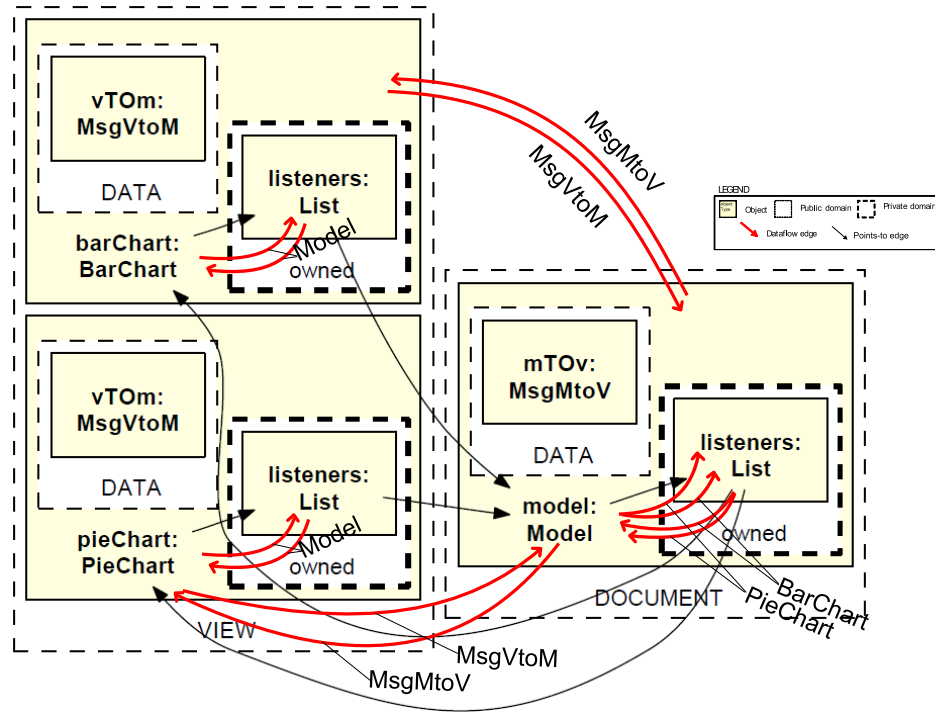 vTOm:
MsgVtoM
DATA
listeners:
List
barChart:
BarChart
Model
owned
MsgMtoV
MsgVtoM
LEGEND
Object
Type
Object
Public domain
Private domain
Dataflow edge
Points-to edge
vTOm:
MsgVtoM
DATA
listeners:
List
pieChart:
PieChart
Model
owned
VIEW
mTOv:
MsgMtoV
DATA
listeners:
List
model:
Model
owned
DOCUMENT
BarChart
PieChart
MsgVtoM
MsgMtoV